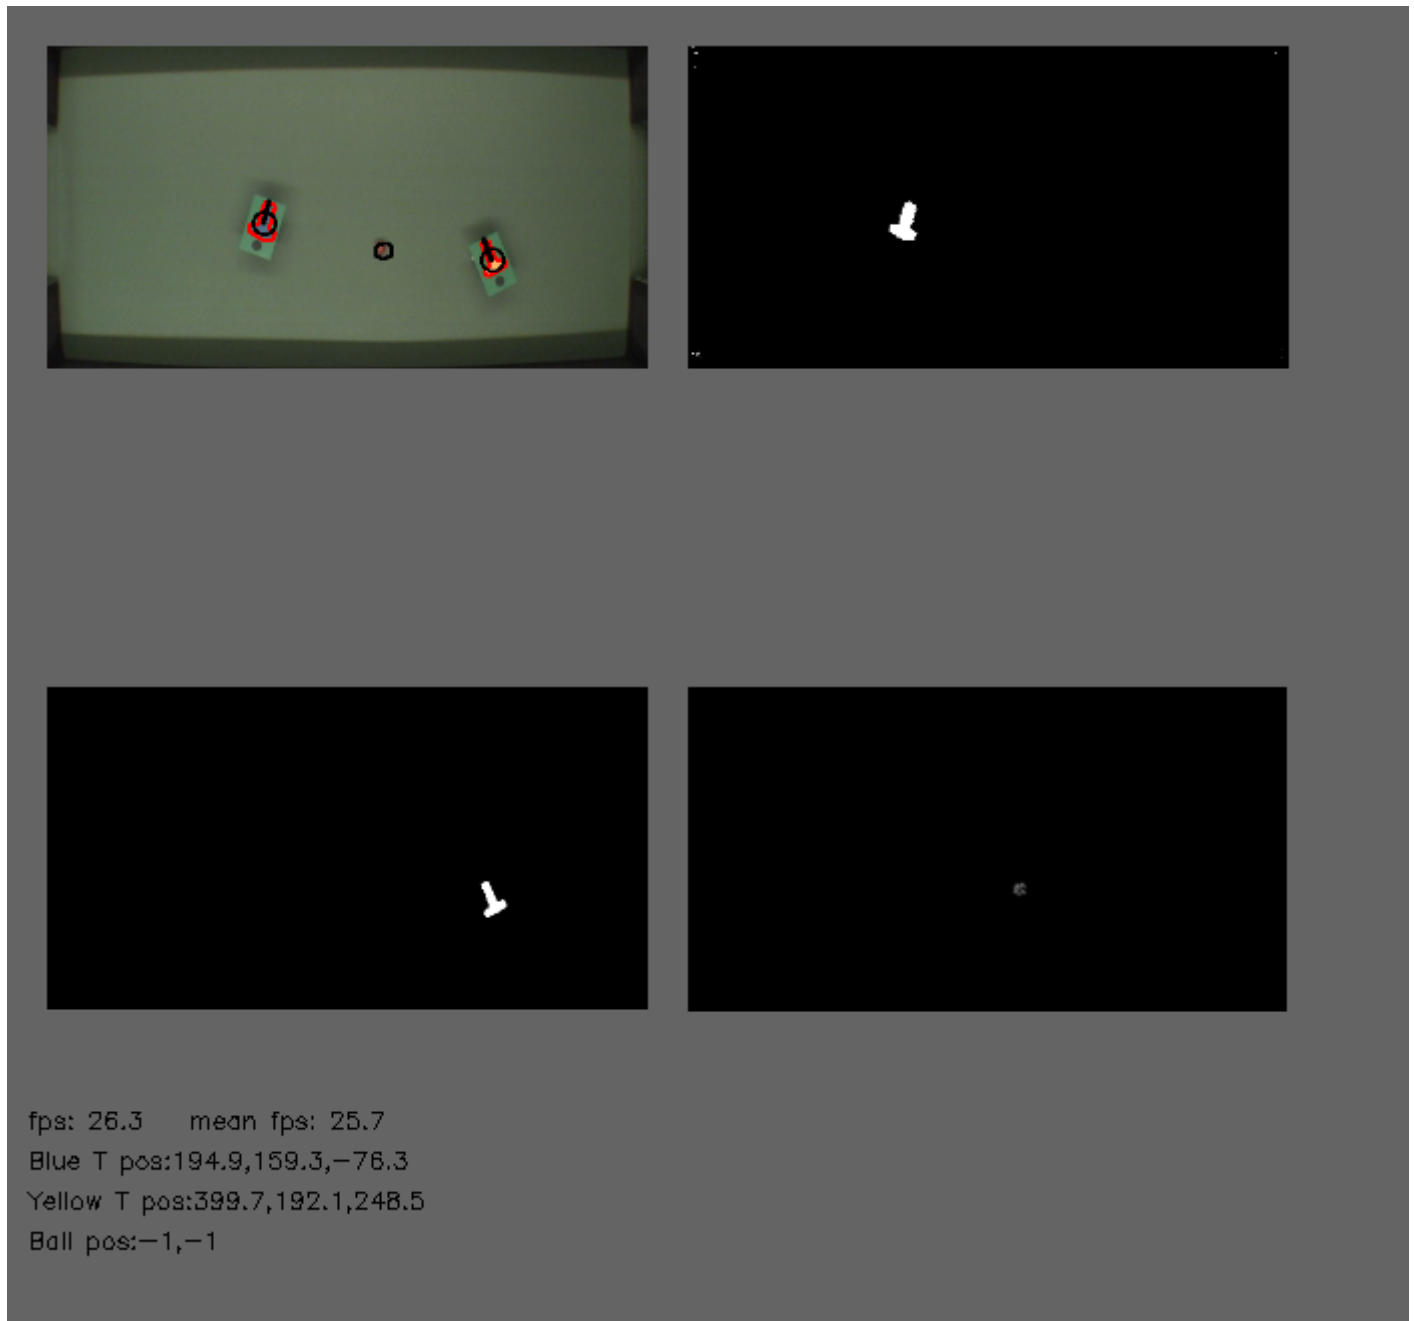 fps: 26.3 mean fps: 25.7
Blue T pos:194.9,159.3,-76.3
Yellow T pos:399.7,192.1,248.5
Ball pos:-1,-1